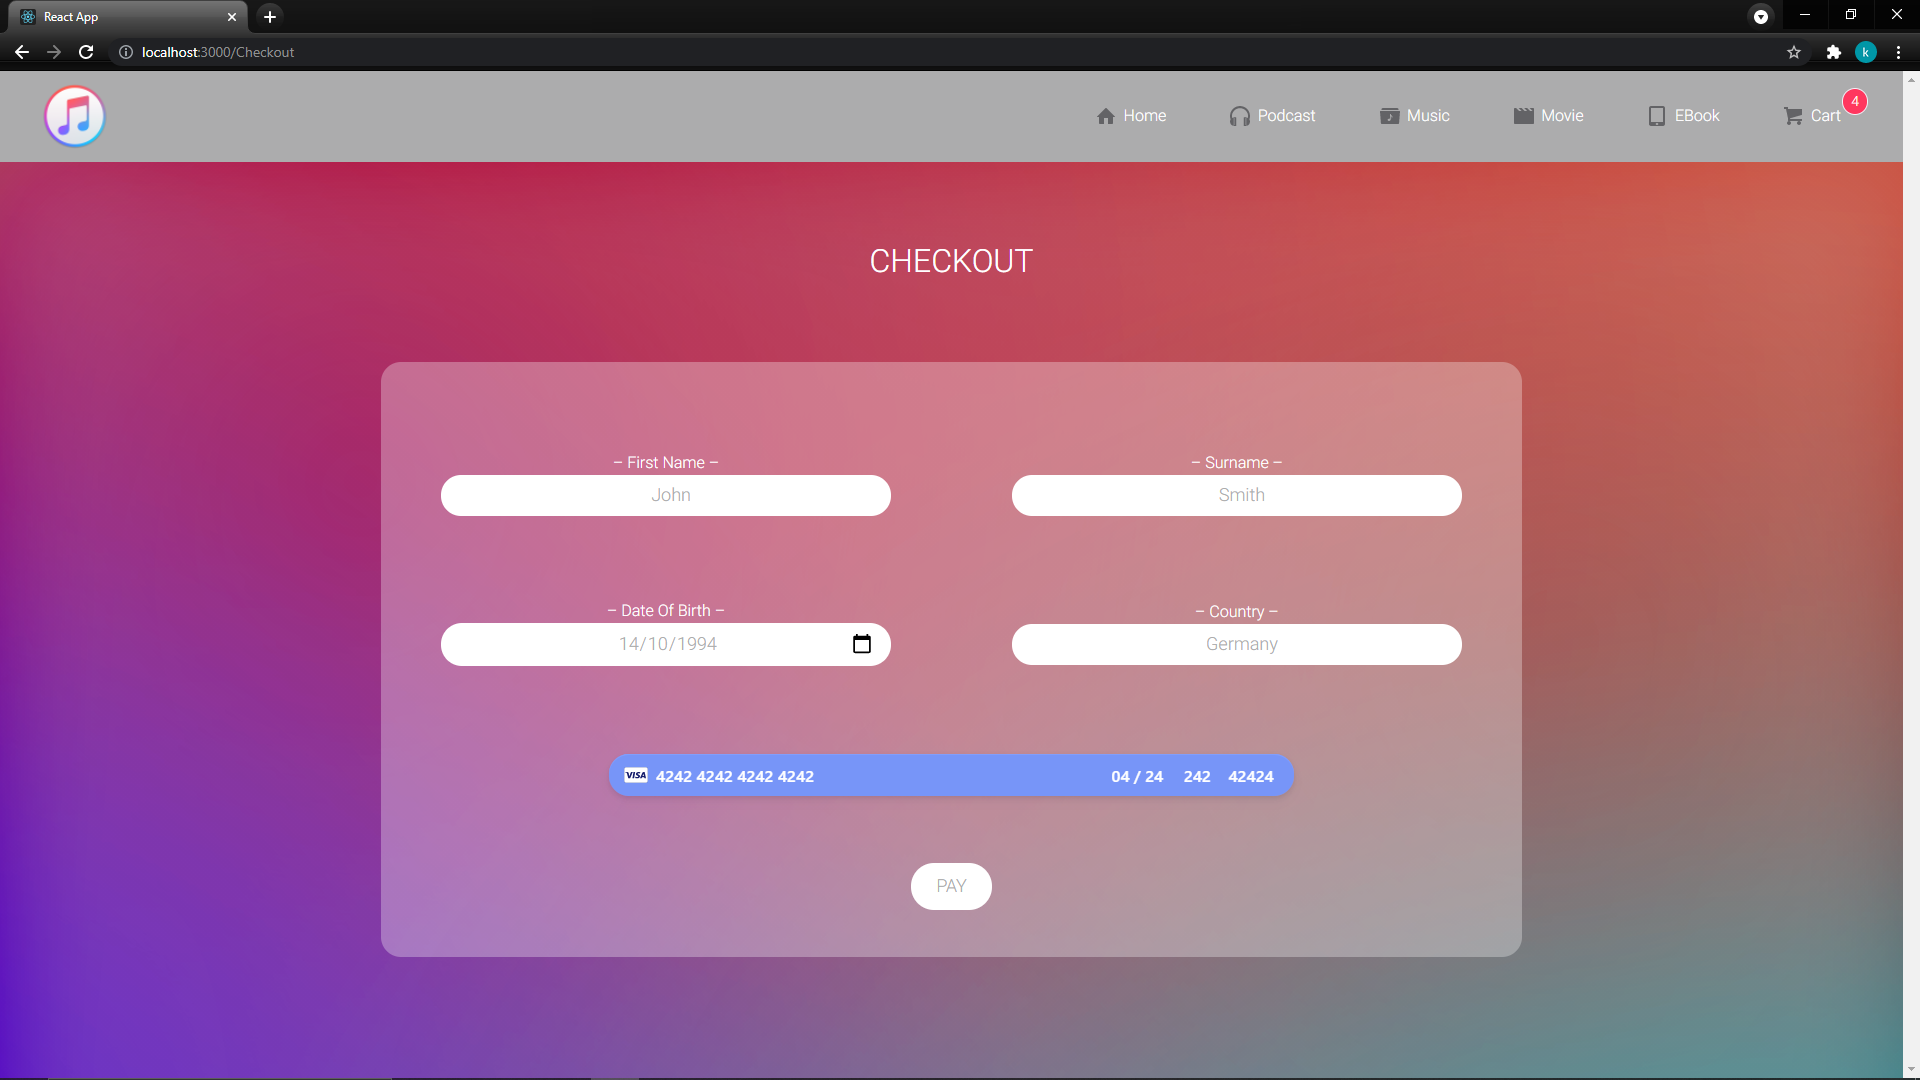 React App
localhost:3000/Checkout
k
Home Podcast Music Movie EBook Cart 4
CHECKOUT
– First Name – – Surname –
John Smith
– Date Of Birth – – Country –
14/10/1994 Germany
VISA 4242 4242 4242 4242 04 / 24 242 42424
PAY